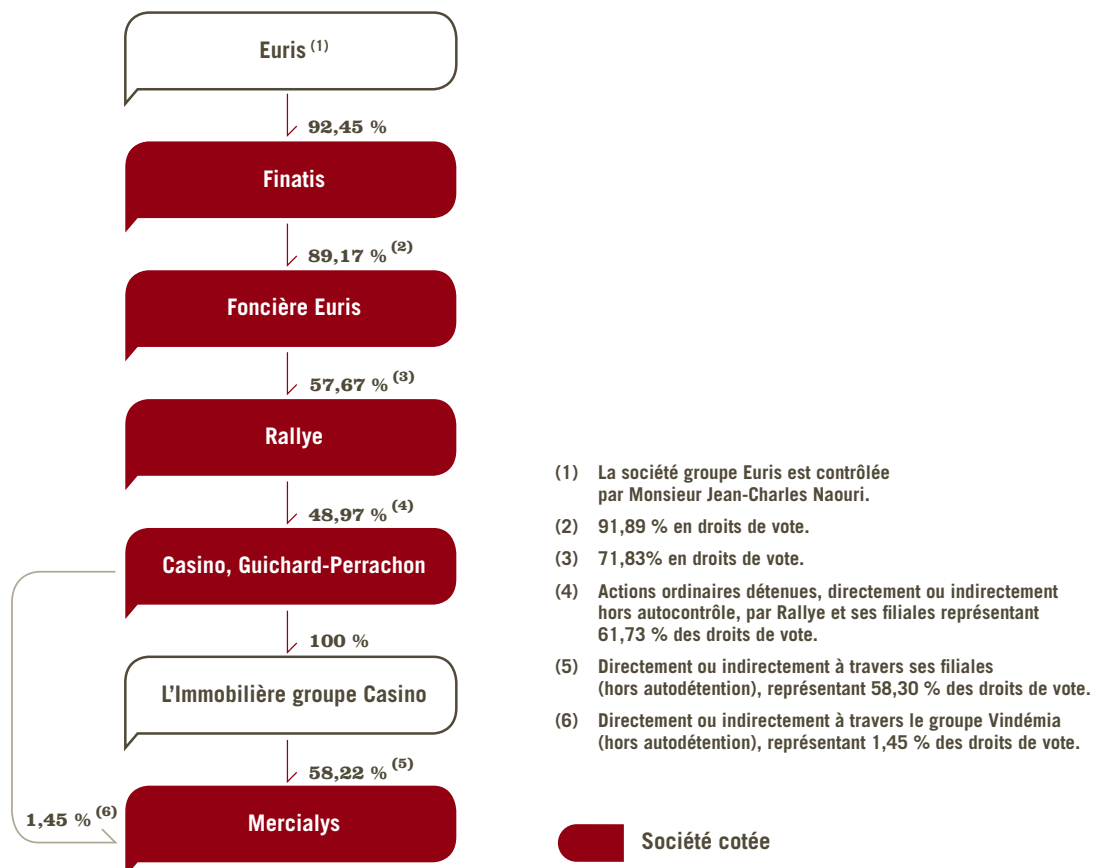 Euris (1)
92,45 %
Finatis
89,17 % (2)
Foncière Euris
57,67 % (3)
Rallye
48,97 % (4)
Casino, Guichard-Perrachon
100 %
L'Immobilière groupe Casino
58,22 % (5)
1,45 % (6)
Mercialys
(1) La société groupe Euris est contrôlée
par Monsieur Jean-Charles Naouri.
(2) 91,89 % en droits de vote.
(3) 71,83% en droits de vote.
(4) Actions ordinaires détenues, directement ou indirectement
hors autocontrôle, par Rallye et ses filiales représentant
61,73 % des droits de vote.
(5) Directement ou indirectement à travers ses filiales
(hors autodétention), représentant 58,30 % des droits de vote.
(6) Directement ou indirectement à travers le groupe Vindémia
(hors autodétention), représentant 1,45 % des droits de vote.
Société cotée